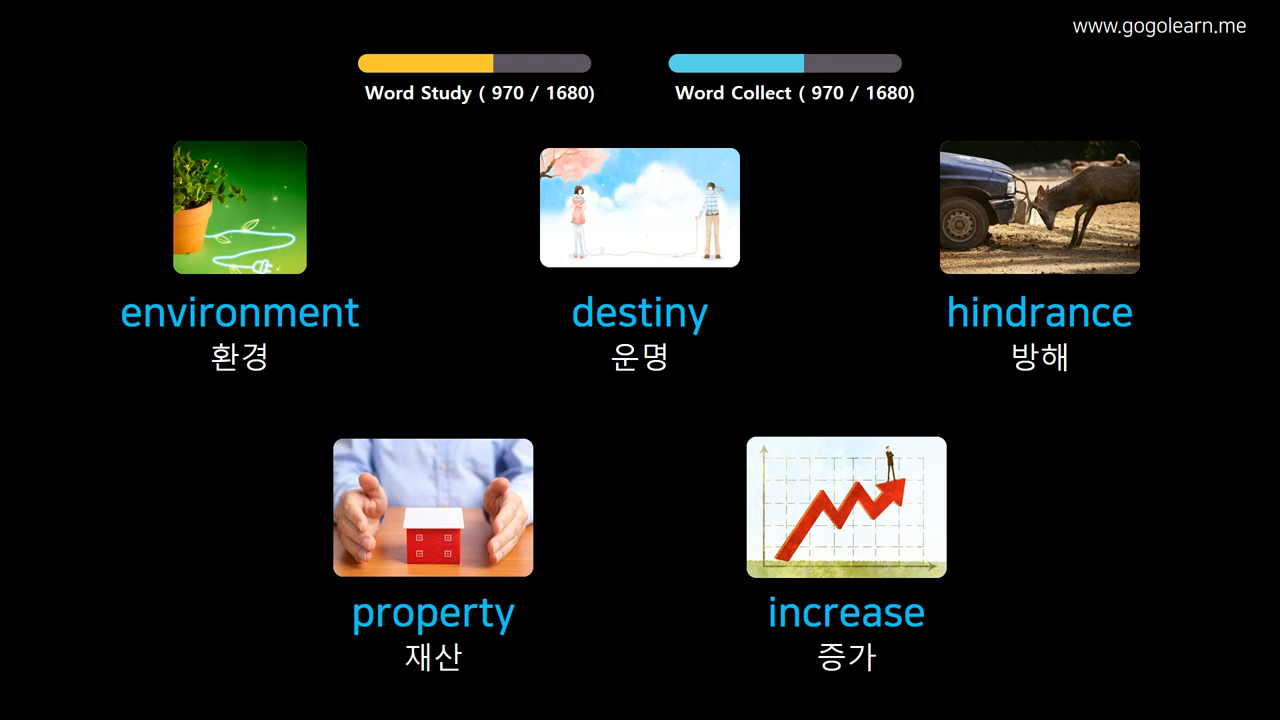 www.gogolearn.me
Word Study ( 970 / 1680)
Word Collect ( 970 / 1680)
environment
환경
destiny
운명
hindrance
방해
property
재산
increase
증가